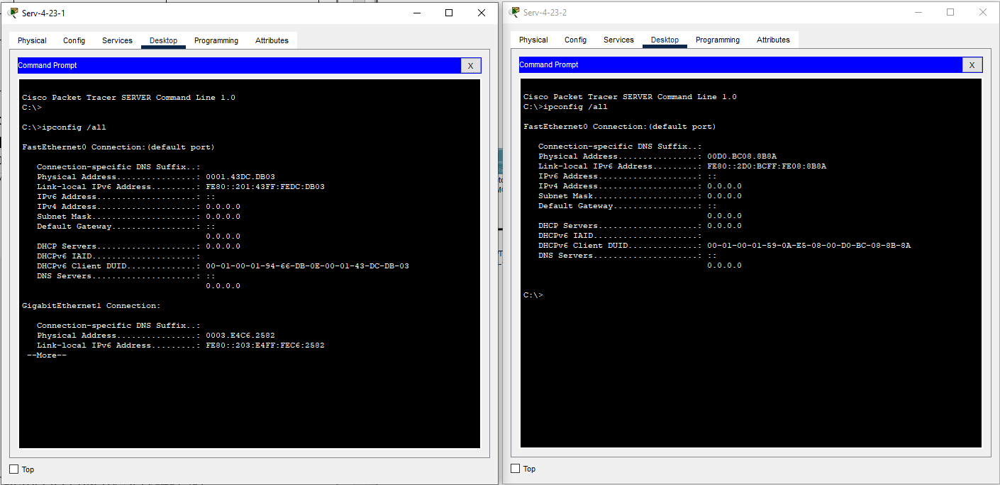 Serv-4-23-1
Physical Config Services Desktop Programming Attributes
Command Prompt X
Cisco Packet Tracer SERVER Command Line 1.0
C:\>
C:\>ipconfig /all
FastEthernet0 Connection:(default port)
Connection-specific DNS Suffix..:
Physical Address................: 0001.43DC.DB03
Link-local IPv6 Address.........: FE80::201:43FF:FEDC:DB03
IPv6 Address....................: ::
IPv4 Address....................: 0.0.0.0
Subnet Mask.....................: 0.0.0.0
Default Gateway.................: ::
0.0.0.0
DHCP Servers....................: 0.0.0.0
DHCPv6 IAID.....................:
DHCPv6 Client DUID..............: 00-01-00-01-94-66-DB-0E-00-01-43-DC-DB-03
DNS Servers.....................: ::
0.0.0.0
GigabitEthernet1 Connection:
Connection-specific DNS Suffix..:
Physical Address................: 0003.E4C6.2582
Link-local IPv6 Address.........: FE80::203:E4FF:FEC6:2582
--More--
Top
Serv-4-23-2
Physical Config Services Desktop Programming Attributes
Command Prompt X
Cisco Packet Tracer SERVER Command Line 1.0
C:\>ipconfig /all
FastEthernet0 Connection:(default port)
Connection-specific DNS Suffix..:
Physical Address................: 00D0.BC08.8B8A
Link-local IPv6 Address.........: FE80::2D0:BCFF:FE08:8B8A
IPv6 Address....................: ::
IPv4 Address....................: 0.0.0.0
Subnet Mask.....................: 0.0.0.0
Default Gateway.................: ::
0.0.0.0
DHCP Servers....................: 0.0.0.0
DHCPv6 IAID.....................:
DHCPv6 Client DUID..............: 00-01-00-01-59-0A-E5-08-00-D0-BC-08-8B-8A
DNS Servers.....................: ::
0.0.0.0
C:\>
Top